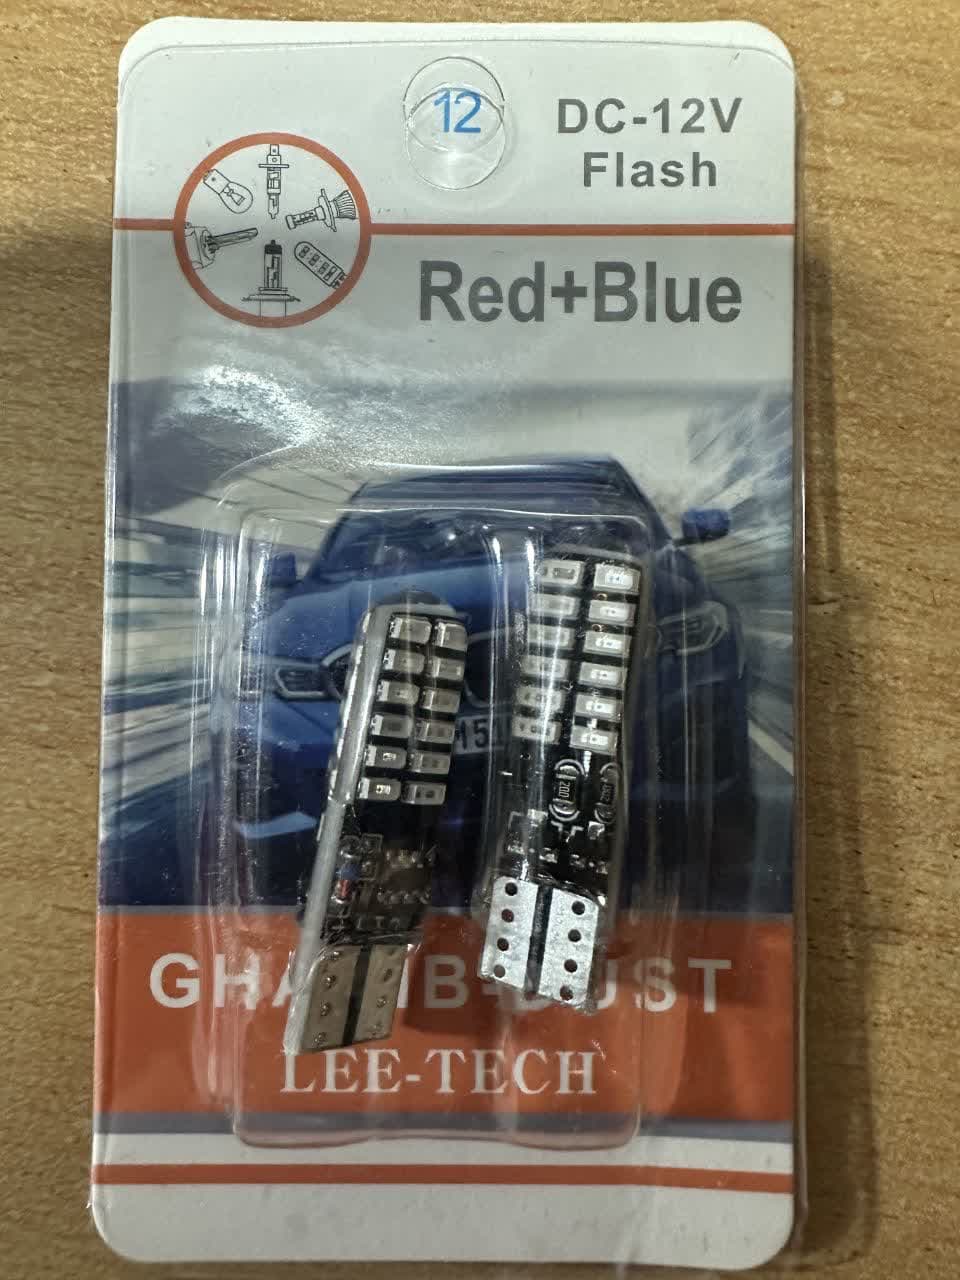 12
DC-12V
Flash
Red+Blue
LEE-TECH